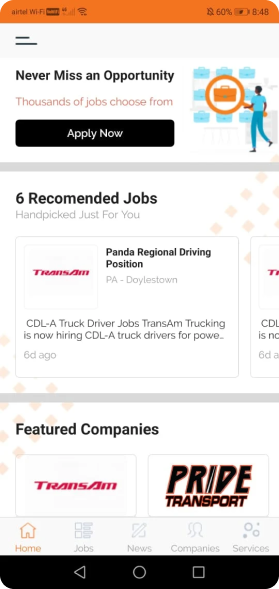 airtel Wi-Fi
60% 8:48
Never Miss an Opportunity
Thousands of jobs choose from
Apply Now
6 Recomended Jobs
Handpicked Just For You
TRANSAM
Panda Regional Driving
Position
PA - Doylestown
CDL-A Truck Driver Jobs TransAm Trucking
is now hiring CDL-A truck drivers for powe...
6d ago
CDL
is no
6d a
Featured Companies
TRANSAM
PRIDE
TRANSPORT
Home Jobs News Companies Services